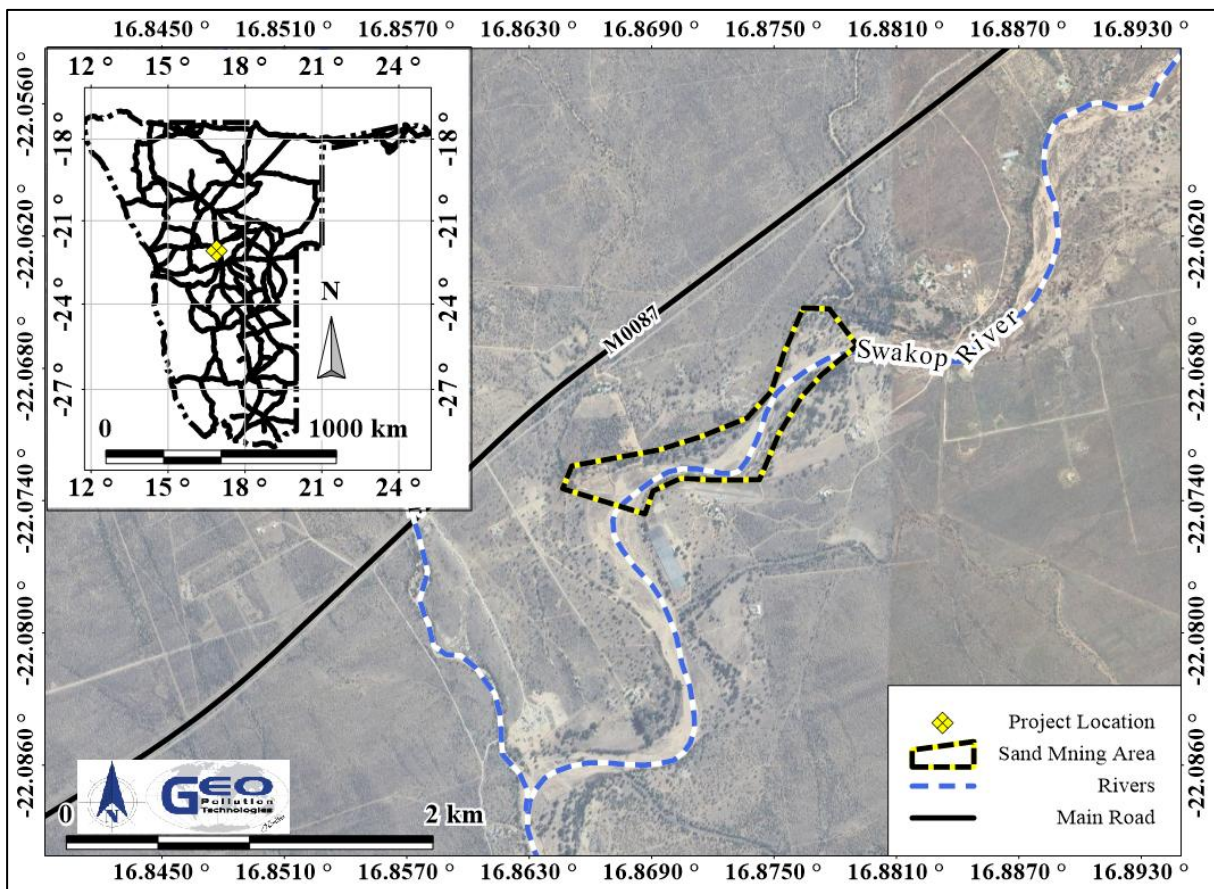 16.8450 16.8510 16.8570 16.8630 16.8690 16.8750 16.8810 16.8870 16.8930 °
12 ° 15 ° 18 ° 21 ° 24 °
-18 °
-21 °
-24 °
-27 °
N
0 1000 km
12 ° 15 ° 18 ° 21 ° 24 °
-22.0560 °
-22.0620 °
-22.0680 °
-22.0740 °
-22.0800 °
-22.0860 °
M0087
Swakop River
-22.0560 °
-22.0620 °
-22.0680 °
-22.0740 °
-22.0800 °
-22.0860 °
Project Location
Sand Mning Area
Rivers
Main Road
N
GEO
Pollution
Technologies
0 2 km
16.8450 16.8510 16.8570 16.8630 16.8690 16.8750 16.8810 16.8870 16.8930 °